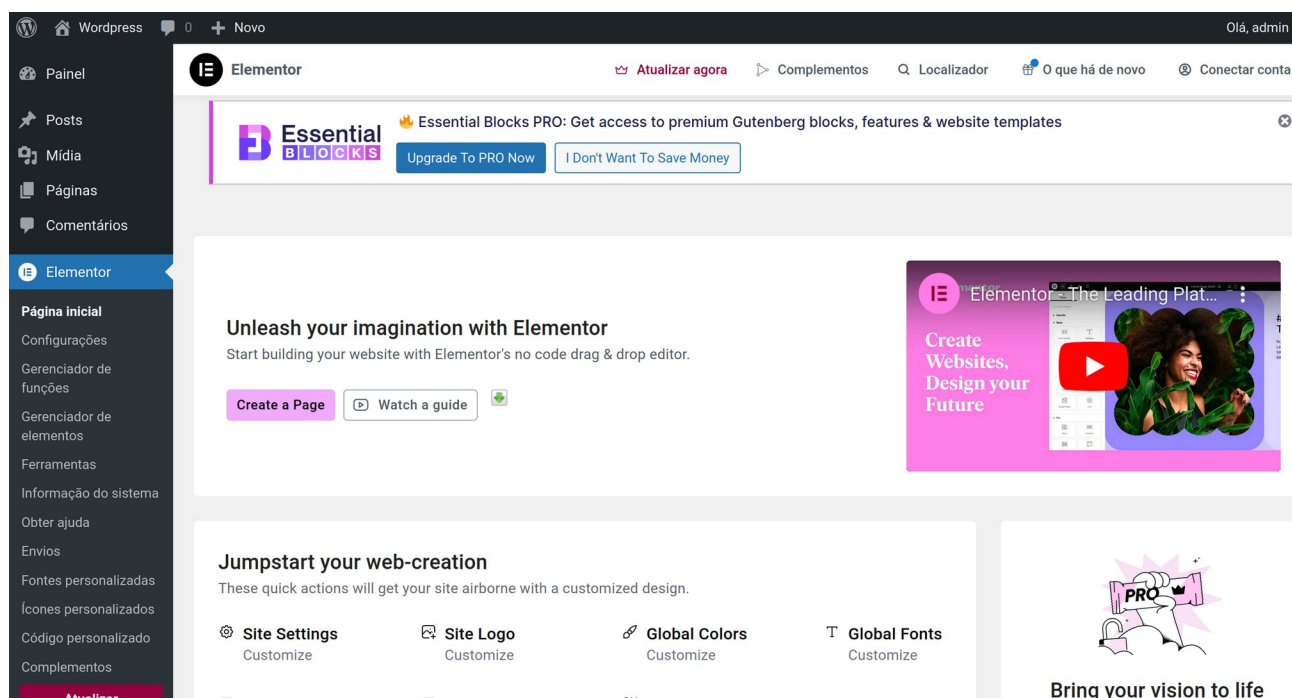 Wordpress 0 + Novo Olá, admin
Painel
Posts
Mídia
Páginas
Comentários
Elementor
Página inicial
Configurações
Gerenciador de
funções
Gerenciador de
elementos
Ferramentas
Informação do sistema
Obter ajuda
Envios
Fontes personalizadas
Ícones personalizados
Código personalizado
Complementos
Atualizar
Elementor Atualizar agora Complementos Localizador O que há de novo Conectar conta
Essential
BLOCKS
Essential Blocks PRO: Get access to premium Gutenberg blocks, features & website templates
Upgrade To PRO Now I Don't Want To Save Money
Unleash your imagination with Elementor
Start building your website with Elementor's no code drag & drop editor.
Create a Page Watch a guide
Elementor - The Leading Plat...
Create
Websites,
Design your
Future
Jumpstart your web-creation
These quick actions will get your site airborne with a customized design.
Site Settings
Customize
Site Logo
Customize
Global Colors
Customize
Global Fonts
Customize
PRO
Bring your vision to life